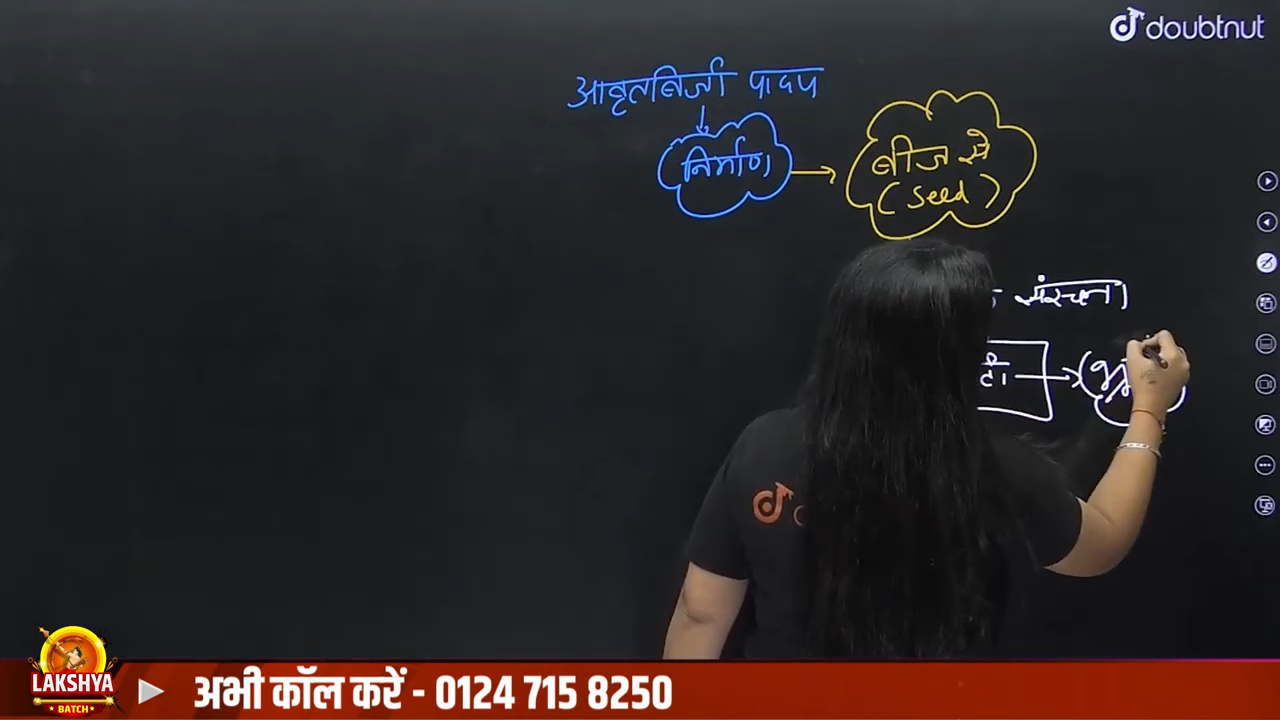 doubtnut
आवृतबिजी पादप
निर्माण
बीज से
(seed)
संरचना
LAKSHYA
BATCH
अभी कॉल करें - 0124 715 8250